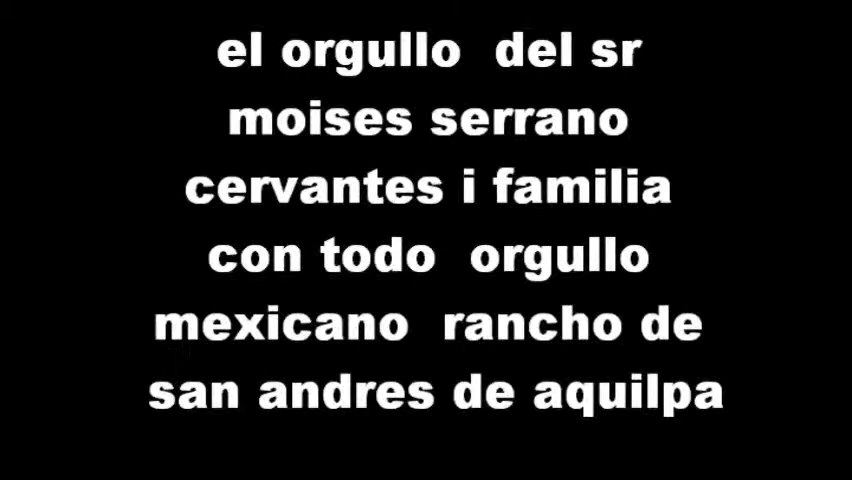 el orgullo del sr
moises serrano
cervantes i familia
con todo orgullo
mexicano rancho de
san andres de aquilpa